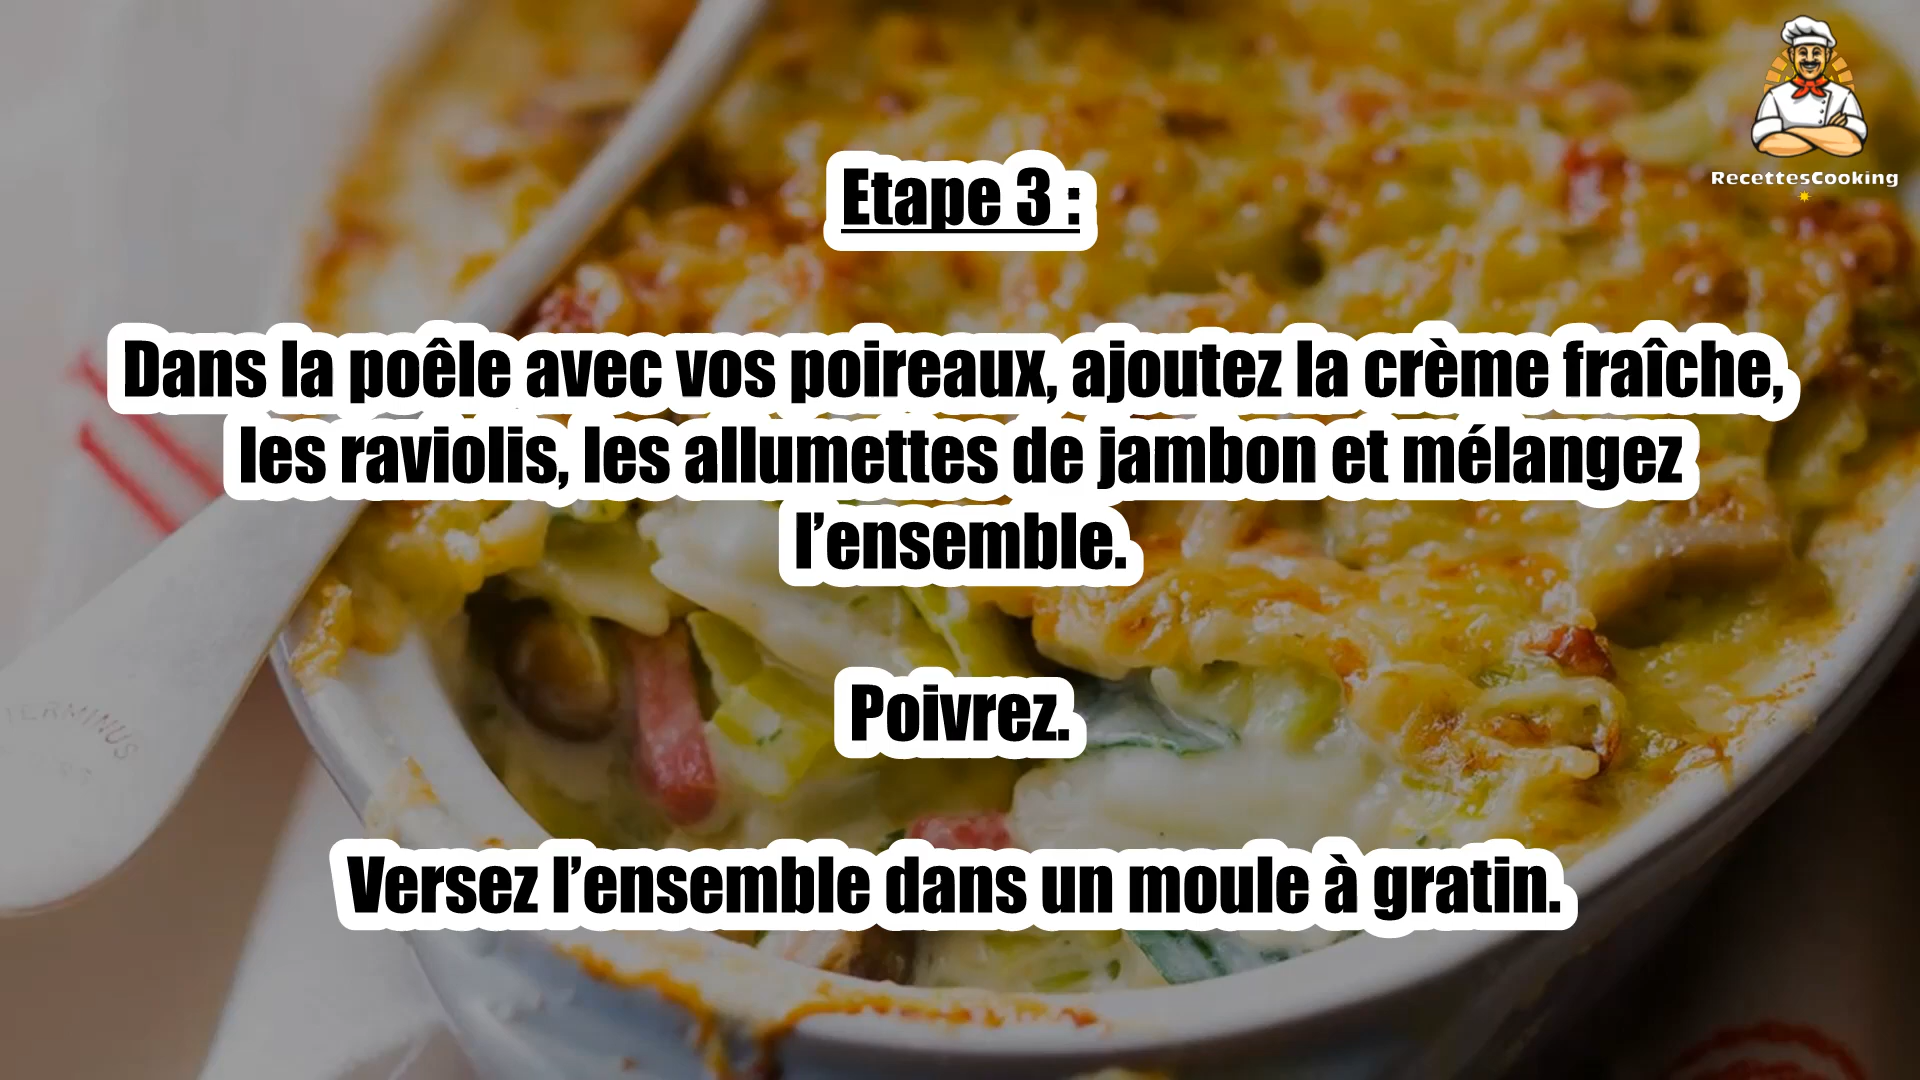 RecettesCooking
Etape 3 :
Dans la poêle avec vos poireaux, ajoutez la crème fraîche,
les raviolis, les allumettes de jambon et mélangez
l’ensemble.
Poivrez.
TERMINUS
Versez l’ensemble dans un moule à gratin.